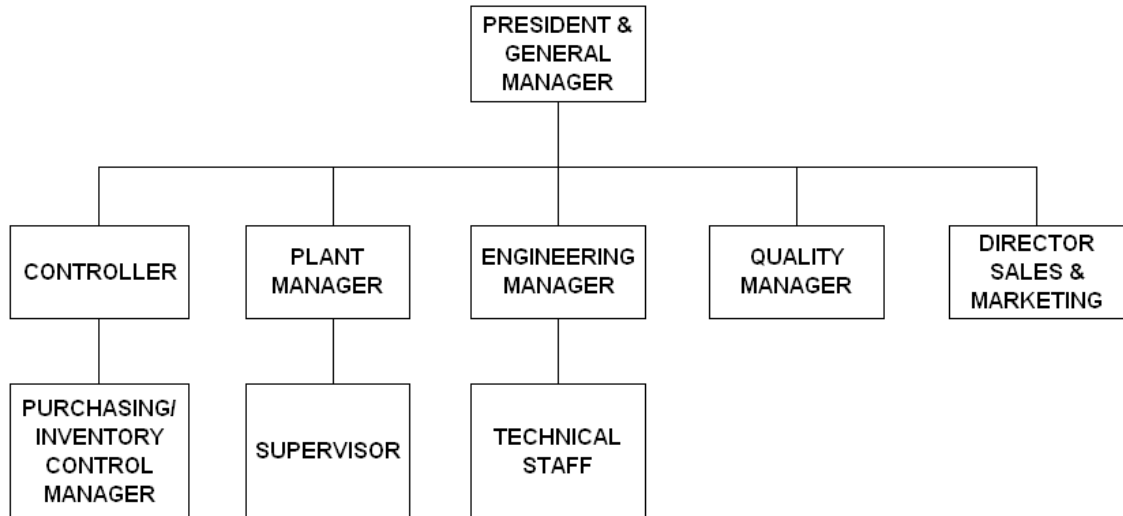 PRESIDENT &
GENERAL
MANAGER
CONTROLLER
PLANT
MANAGER
ENGINEERING
MANAGER
QUALITY
MANAGER
DIRECTOR
SALES &
MARKETING
PURCHASING/
INVENTORY
CONTROL
MANAGER
SUPERVISOR
TECHNICAL
STAFF